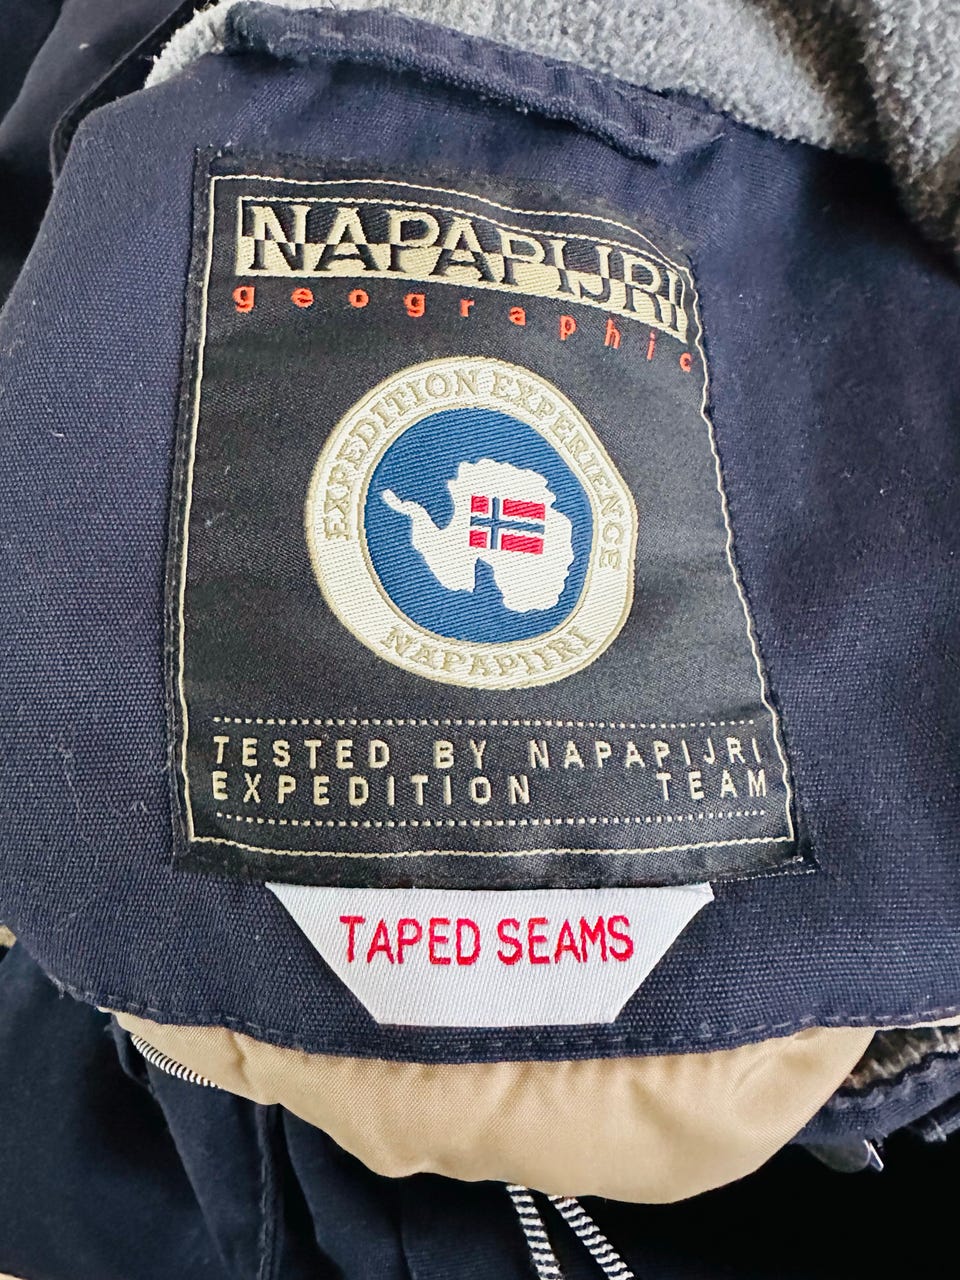 NAPAPIJRI
geographic
EXPEDITION EXPERIENCE
NAPAPIJRI
TESTED BY NAPAPIJRI
EXPEDITION TEAM
TAPED SEAMS